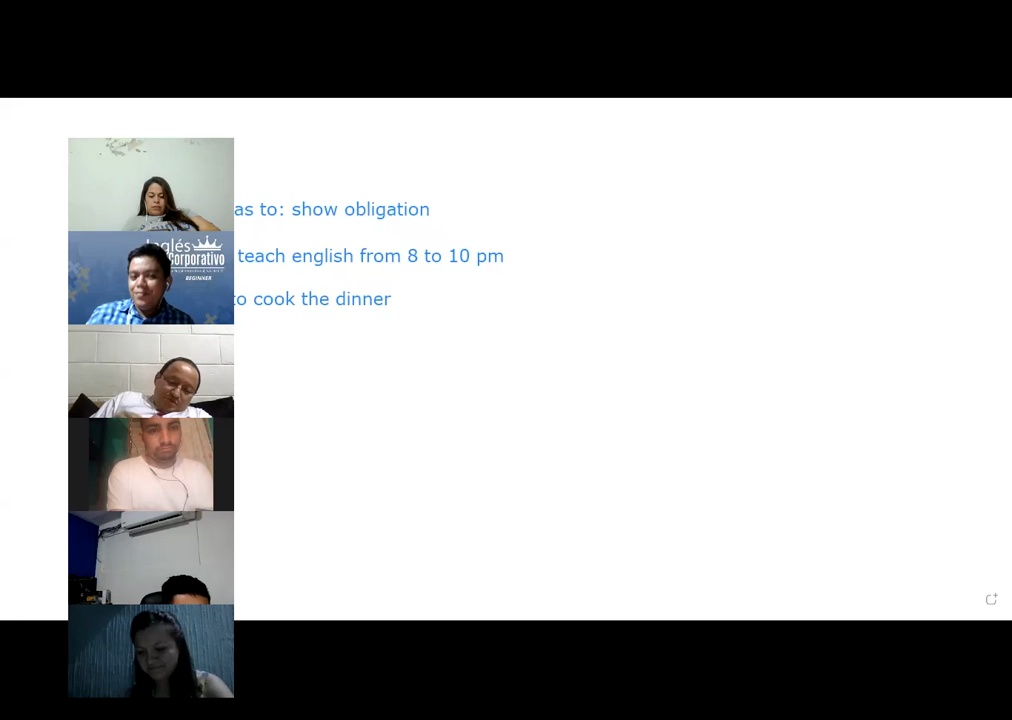 as to: show obligation
Inglés
Corporativo
BEGINNER
teach english from 8 to 10 pm
to cook the dinner